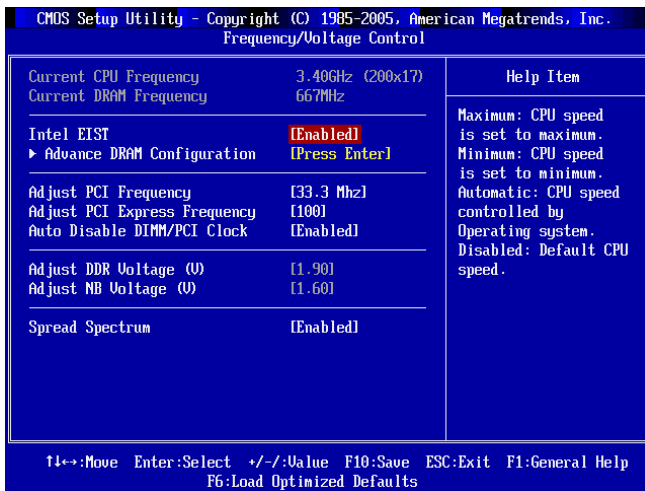 CMOS Setup Utility - Copyright (C) 1985-2005, American Megatrends, Inc.
Frequency/Voltage Control
Current CPU Frequency 3.40GHz (200x17)
Current DRAM Frequency 667MHz
Intel EIST [Enabled]
▶ Advance DRAM Configuration [Press Enter]
Adjust PCI Frequency [33.3 Mhz]
Adjust PCI Express Frequency [100]
Auto Disable DIMM/PCI Clock [Enabled]
Adjust DDR Voltage (V) [1.90]
Adjust NB Voltage (V) [1.60]
Spread Spectrum [Enabled]
Help Item
Maximum: CPU speed
is set to maximum.
Minimum: CPU speed
is set to minimum.
Automatic: CPU speed
controlled by
Operating system.
Disabled: Default CPU
speed.
↑↓←→:Move Enter:Select +/-/:Value F10:Save ESC:Exit F1:General Help
F6:Load Optimized Defaults